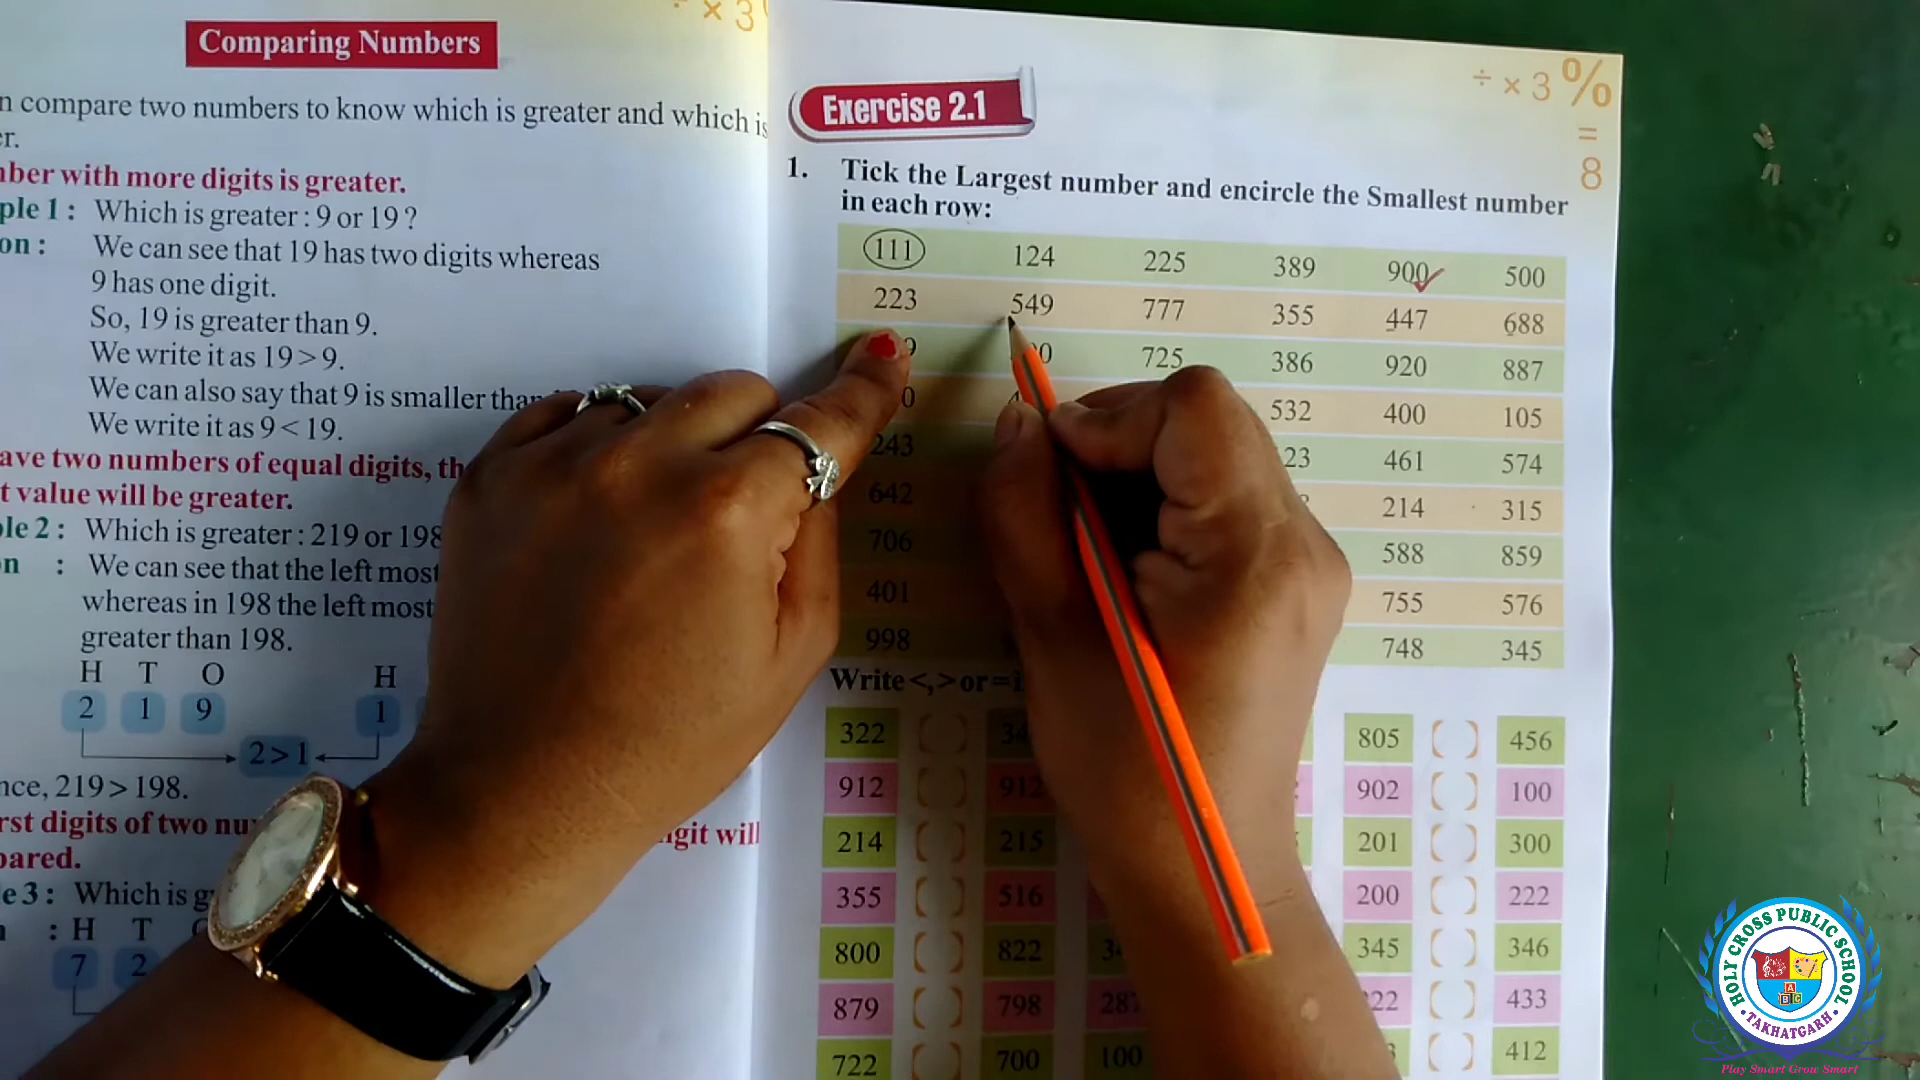 ÷ × 3
Comparing Numbers
n compare two numbers to know which is greater and which is
er.
nber with more digits is greater.
ple 1 : Which is greater : 9 or 19 ?
on : We can see that 19 has two digits whereas
9 has one digit.
So, 19 is greater than 9.
We write it as 19 > 9.
We can also say that 9 is smaller than
We write it as 9 < 19.
ave two numbers of equal digits, th
t value will be greater.
le 2 : Which is greater : 219 or 198
n : We can see that the left most
whereas in 198 the left most
greater than 198.
H T O H
2 1 9 1
2 > 1
nce, 219 > 198.
rst digits of two nu
igit will
pared.
e 3 : Which is g
: H T
7 2
÷ × 3 %
=
8
Exercise 2.1
1. Tick the Largest number and encircle the Smallest number
in each row:
111 124 225 389 900 500
223 549 777 355 447 688
9 0 725 386 920 887
0 532 400 105
243 23 461 574
642 214 315
706 588 859
401 755 576
998 748 345
Write <, > or = i
322 ( ) 805 ( ) 456
912 ( ) 912 902 ( ) 100
214 ( ) 215 201 ( ) 300
355 ( ) 516 200 ( ) 222
800 ( ) 822 345 ( ) 346
879 ( ) 798 22 ( ) 433
722 ( ) 700 100 ( ) 412
HOLY CROSS PUBLIC SCHOOL
A
B C
TAKHATGARH
Play Smart Grow Smart